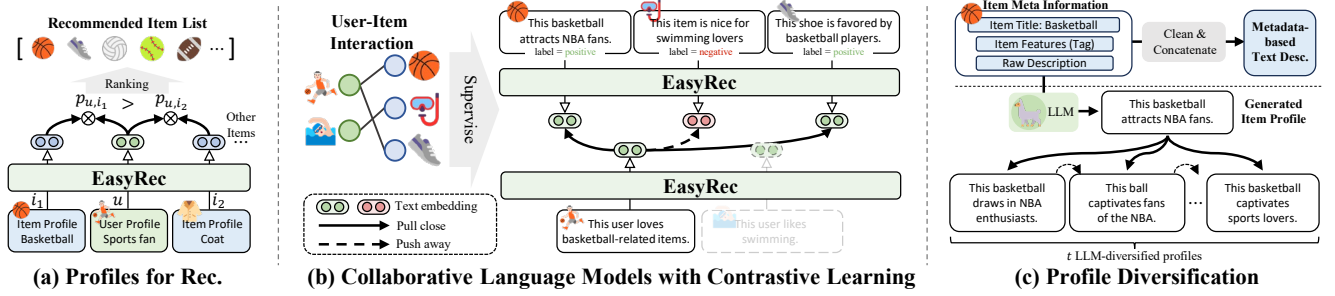 Recommended Item List
[ ... ]
Ranking
p_{u,i_1} > p_{u,i_2}
Other
Items
...
EasyRec
i_1
u
i_2
Item Profile
Basketball
User Profile
Sports fan
Item Profile
Coat
(a) Profiles for Rec.
User-Item
Interaction
Supervise
This basketball
attracts NBA fans.
label = positive
This item is nice for
swimming lovers
label = negative
This shoe is favored by
basketball players.
label = positive
EasyRec
EasyRec
This user loves
basketball-related items.
This user likes
swimming.
Text embedding
Pull close
Push away
(b) Collaborative Language Models with Contrastive Learning
Item Meta Information
Item Title: Basketball
Item Features (Tag)
Raw Description
Clean &
Concatenate
Metadata-
based
Text Desc.
LLM
This basketball
attracts NBA fans.
Generated
Item Profile
This basketball
draws in NBA
enthusiasts.
This ball
captivates fans
of the NBA.
...
This basketball
captivates
sports lovers.
t LLM-diversified profiles
(c) Profile Diversification